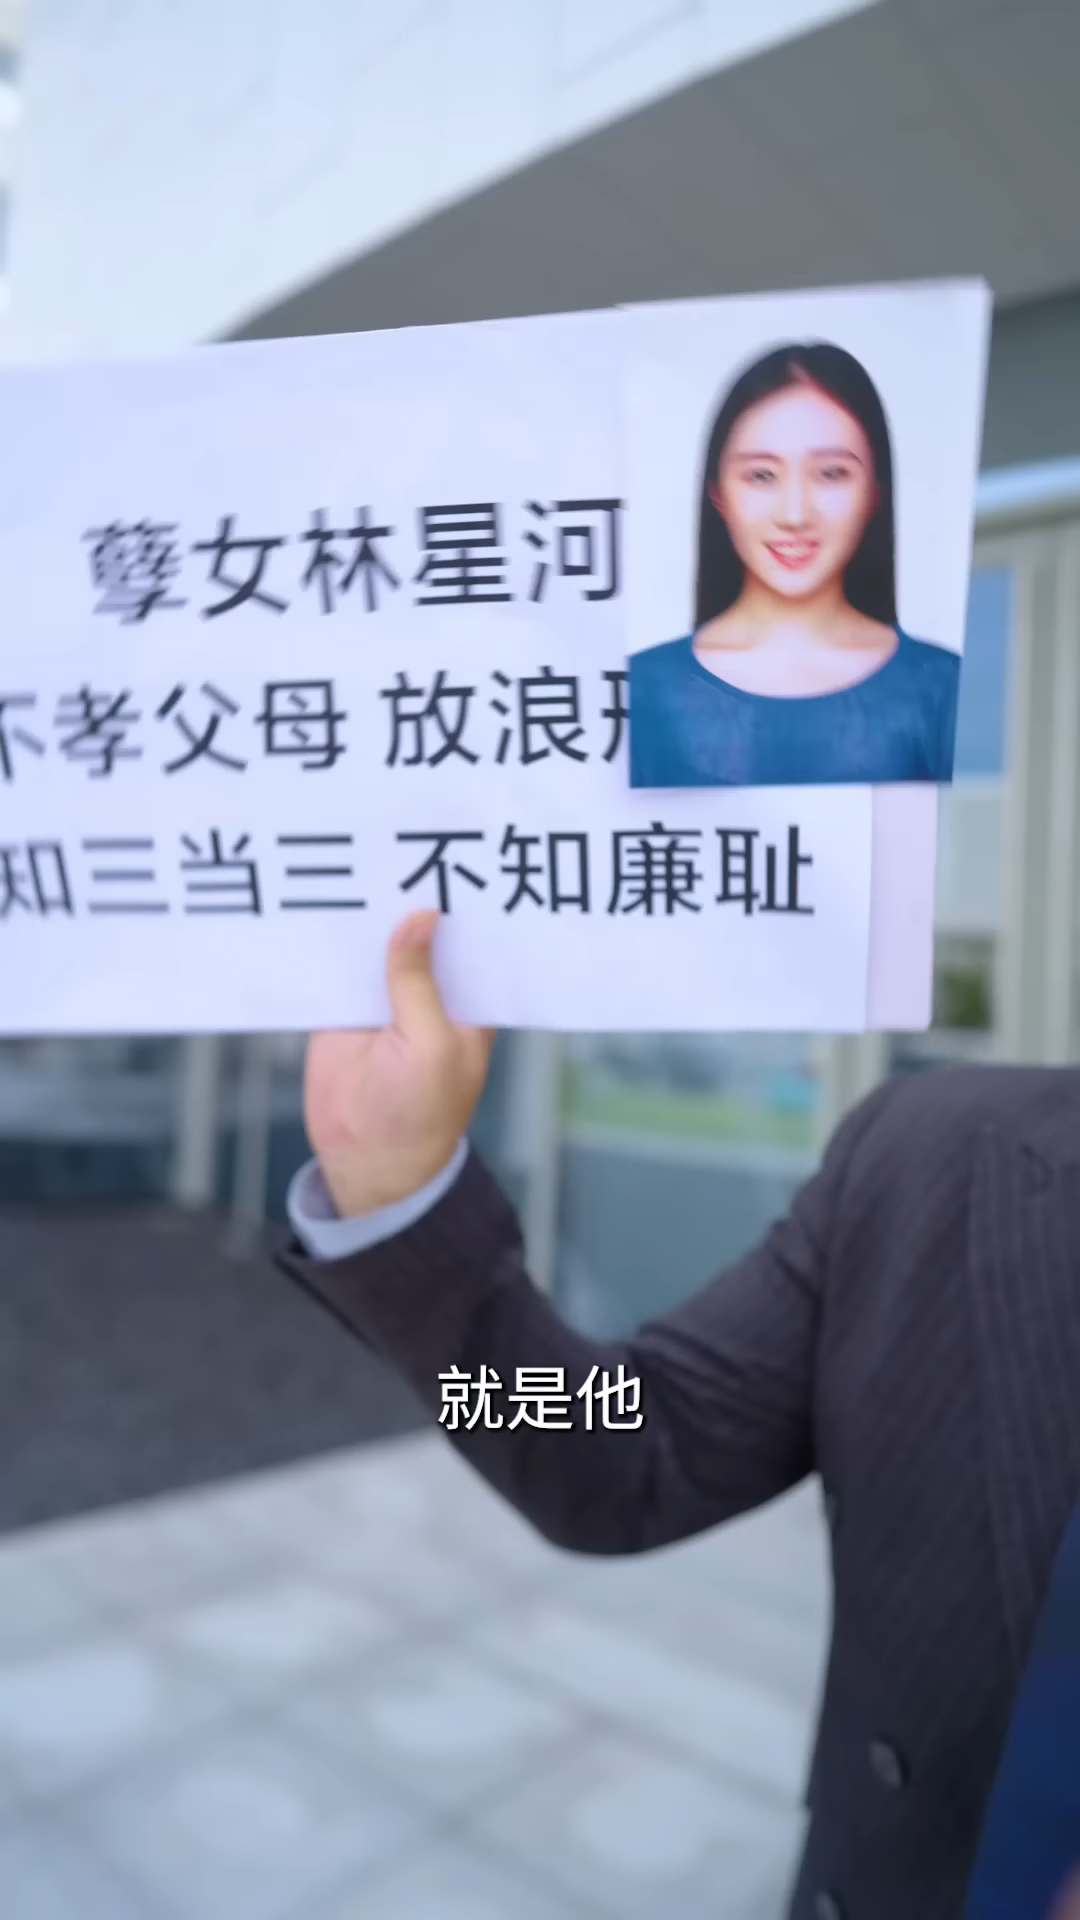 孽女林星河
不孝父母 放浪
知三当三 不知廉耻
就是他